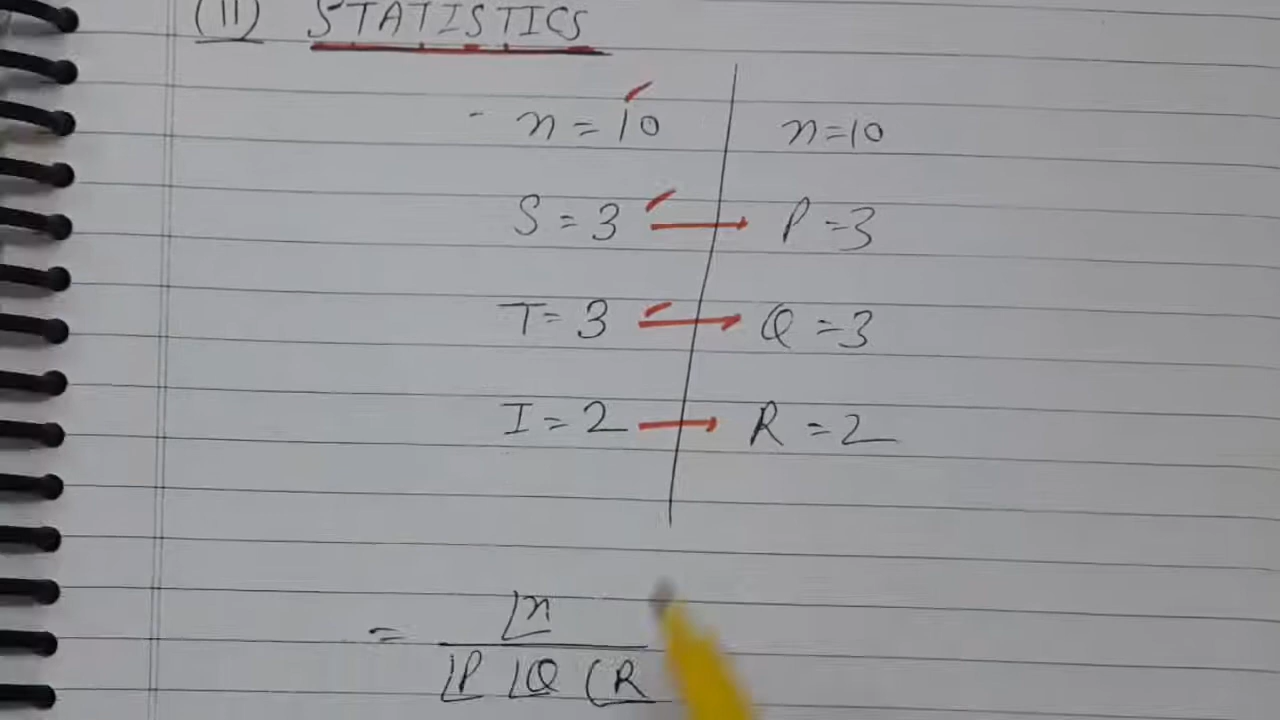 (II) STATISTICS
n = 10 n = 10
S = 3 → P = 3
T = 3 → Q = 3
I = 2 → R = 2
= ⌊n
⌊P ⌊Q ⌊R